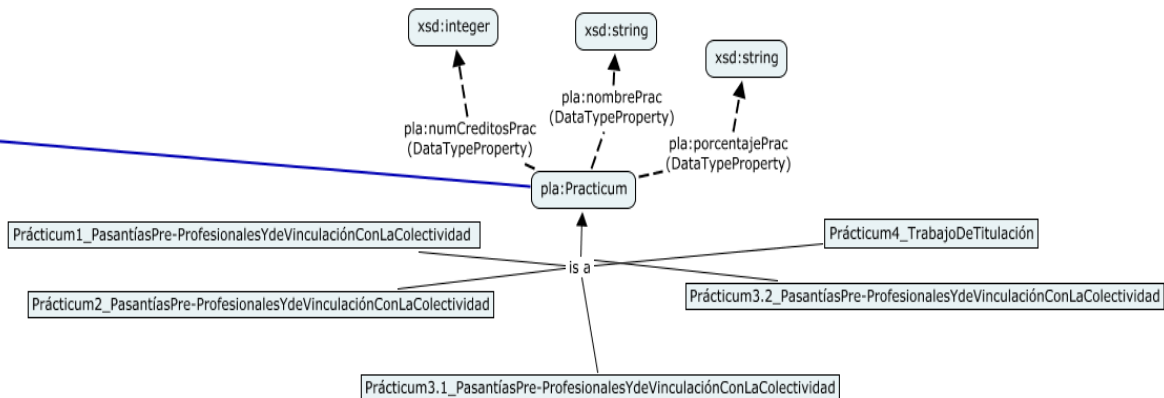 xsd:integer
xsd:string
xsd:string
pla:nombrePrac
(DataTypeProperty)
pla:numCreditosPrac
(DataTypeProperty)
pla:porcentajePrac
(DataTypeProperty)
pla:Practicum
Prácticum1_PasantíasPre-ProfesionalesYdeVinculaciónConLaColectividad
Prácticum4_TrabajoDeTitulación
is a
Prácticum2_PasantíasPre-ProfesionalesYdeVinculaciónConLaColectividad
Prácticum3.2_PasantíasPre-ProfesionalesYdeVinculaciónConLaColectividad
Prácticum3.1_PasantíasPre-ProfesionalesYdeVinculaciónConLaColectividad